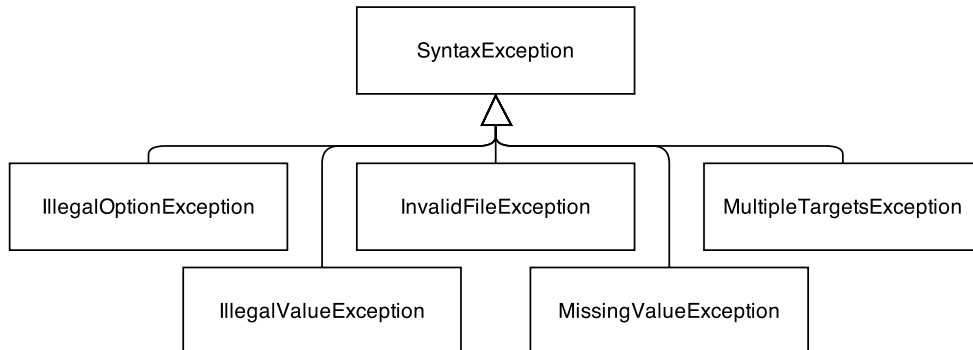 SyntaxException
IllegalOptionException
InvalidFileException
MultipleTargetsException
IllegalValueException
MissingValueException